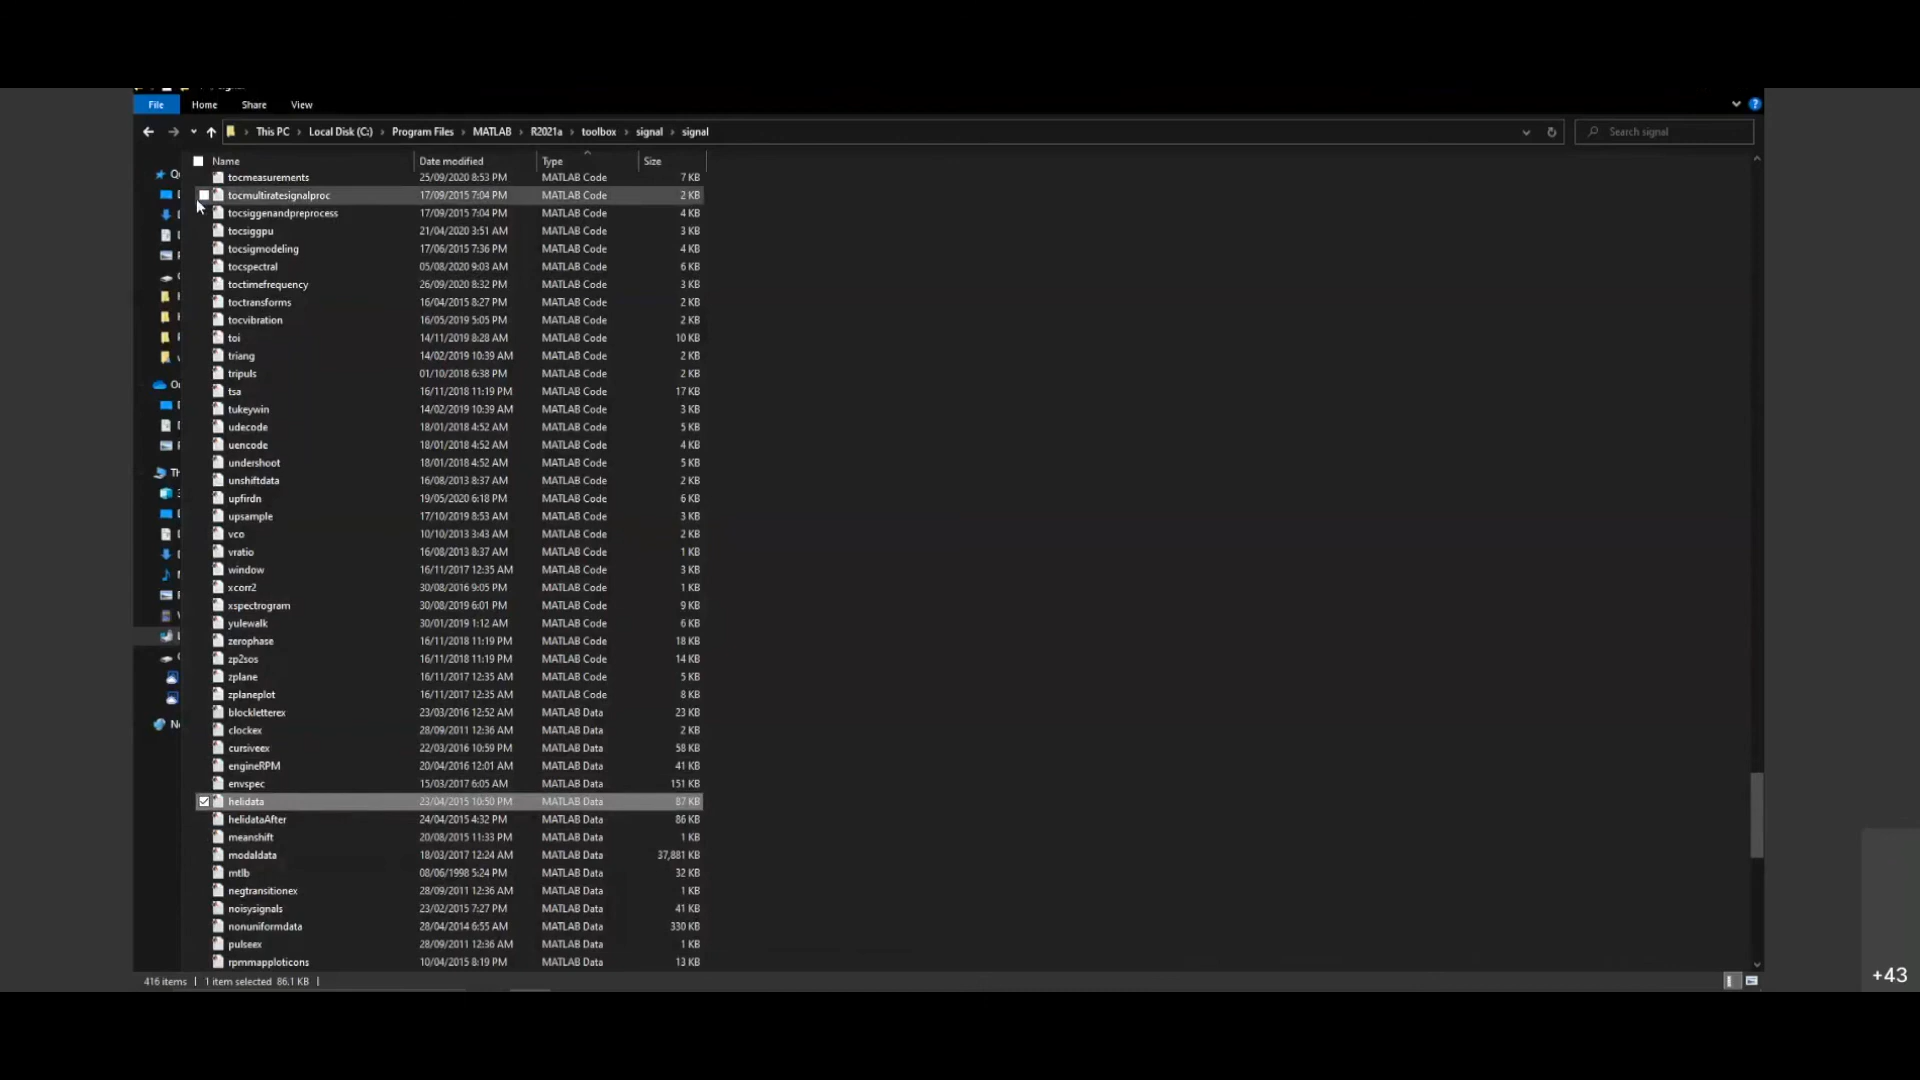 File Home Share View
This PC > Local Disk (C:) > Program Files > MATLAB > R2021a > toolbox > signal > signal
Search signal
Name Date modified Type Size
tocmeasurements 25/09/2020 8:53 PM MATLAB Code 7 KB
tocmultiratesignalproc 17/09/2015 7:04 PM MATLAB Code 2 KB
tocsiggenandpreprocess 17/09/2015 7:04 PM MATLAB Code 4 KB
tocsiggpu 21/04/2020 3:51 AM MATLAB Code 3 KB
tocsigmodeling 17/06/2015 7:36 PM MATLAB Code 4 KB
tocspectral 05/08/2020 9:03 AM MATLAB Code 6 KB
toctimefrequency 26/09/2020 8:32 PM MATLAB Code 3 KB
toctransforms 16/04/2015 8:27 PM MATLAB Code 2 KB
tocvibration 16/05/2019 5:05 PM MATLAB Code 2 KB
toi 14/11/2019 8:28 AM MATLAB Code 10 KB
triang 14/02/2019 10:39 AM MATLAB Code 2 KB
tripuls 01/10/2018 6:38 PM MATLAB Code 2 KB
tsa 16/11/2018 11:19 PM MATLAB Code 17 KB
tukeywin 14/02/2019 10:39 AM MATLAB Code 3 KB
udecode 18/01/2018 4:52 AM MATLAB Code 5 KB
uencode 18/01/2018 4:52 AM MATLAB Code 4 KB
undershoot 18/01/2018 4:52 AM MATLAB Code 5 KB
unshiftdata 16/08/2013 8:37 AM MATLAB Code 2 KB
upfirdn 19/05/2020 6:18 PM MATLAB Code 6 KB
upsample 17/10/2019 8:53 AM MATLAB Code 3 KB
vco 10/10/2013 3:43 AM MATLAB Code 2 KB
vratio 16/08/2013 8:37 AM MATLAB Code 1 KB
window 16/11/2017 12:35 AM MATLAB Code 3 KB
xcorr2 30/08/2016 9:05 PM MATLAB Code 1 KB
xspectrogram 30/08/2019 6:01 PM MATLAB Code 9 KB
yulewalk 30/01/2019 1:12 AM MATLAB Code 6 KB
zerophase 16/11/2018 11:19 PM MATLAB Code 18 KB
zp2sos 16/11/2018 11:19 PM MATLAB Code 14 KB
zplane 16/11/2017 12:35 AM MATLAB Code 5 KB
zplaneplot 16/11/2017 12:35 AM MATLAB Code 8 KB
blockletterex 23/03/2016 12:52 AM MATLAB Data 23 KB
clockex 28/09/2011 12:36 AM MATLAB Data 2 KB
cursiveex 22/03/2016 10:59 PM MATLAB Data 58 KB
engineRPM 20/04/2016 12:01 AM MATLAB Data 41 KB
envspec 15/03/2017 6:05 AM MATLAB Data 151 KB
helidata 23/04/2015 10:50 PM MATLAB Data 87 KB
helidataAfter 24/04/2015 4:32 PM MATLAB Data 86 KB
meanshift 20/08/2015 11:33 PM MATLAB Data 1 KB
modaldata 18/03/2017 12:24 AM MATLAB Data 37,881 KB
mtlb 08/06/1998 5:24 PM MATLAB Data 32 KB
negtransitionex 28/09/2011 12:36 AM MATLAB Data 1 KB
noisysignals 23/02/2015 7:27 PM MATLAB Data 41 KB
nonuniformdata 28/04/2014 6:55 AM MATLAB Data 330 KB
pulseex 28/09/2011 12:36 AM MATLAB Data 1 KB
rpmmapploticons 10/04/2015 8:19 PM MATLAB Data 13 KB
416 items 1 item selected 86.1 KB
+43